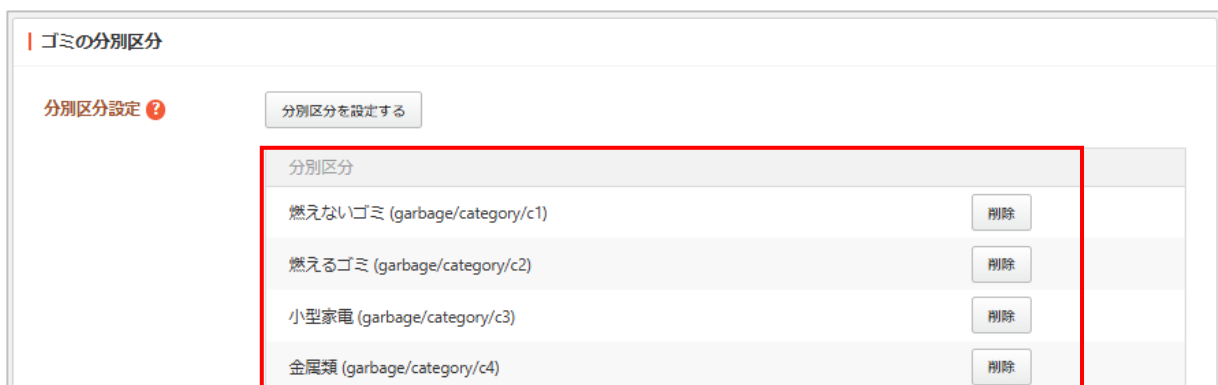 ゴミの分別区分
分別区分設定 ?
分別区分を設定する
分別区分
燃えないゴミ (garbage/category/c1) 削除
燃えるゴミ (garbage/category/c2) 削除
小型家電 (garbage/category/c3) 削除
金属類 (garbage/category/c4) 削除